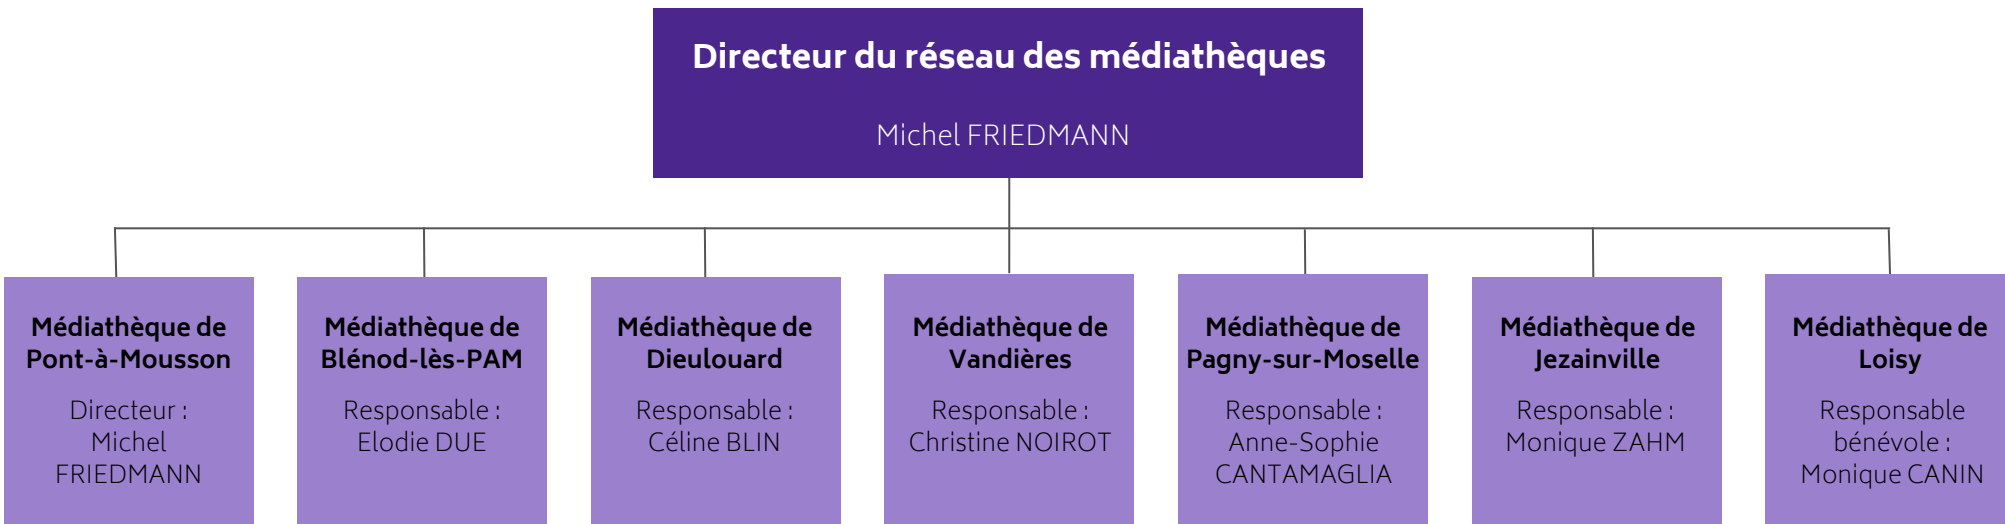 Directeur du réseau des médiathèques
Michel FRIEDMANN
Médiathèque de
Pont-à-Mousson
Directeur :
Michel
FRIEDMANN
Médiathèque de
Blénod-lès-PAM
Responsable :
Elodie DUE
Médiathèque de
Dieulouard
Responsable :
Céline BLIN
Médiathèque de
Vandières
Responsable :
Christine NOIROT
Médiathèque de
Pagny-sur-Moselle
Responsable :
Anne-Sophie
CANTAMAGLIA
Médiathèque de
Jezainville
Responsable :
Monique ZAHM
Médiathèque de
Loisy
Responsable
bénévole :
Monique CANIN